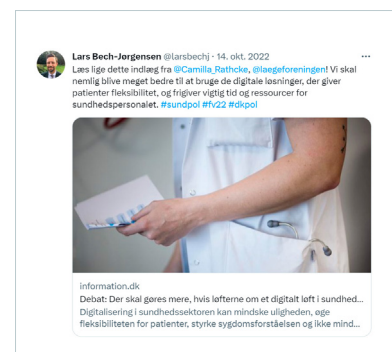 Lars Bech-Jørgensen @larsbechj · 14. okt. 2022
Læs lige dette indlæg fra @Camilla_Rathcke, @laegeforeningen! Vi skal
nemlig blive meget bedre til at bruge de digitale løsninger, der giver
patienter fleksibilitet, og frigiver vigtig tid og ressourcer for
sundhedspersonalet. #sundpol #fv22 #dkpol
information.dk
Debat: Der skal gøres mere, hvis løfterne om et digitalt løft i sundhed...
Digitalisering i sundhedssektoren kan mindske uligheden, øge
fleksibiliteten for patienter, styrke sygdomsforståelsen og ikke mind...